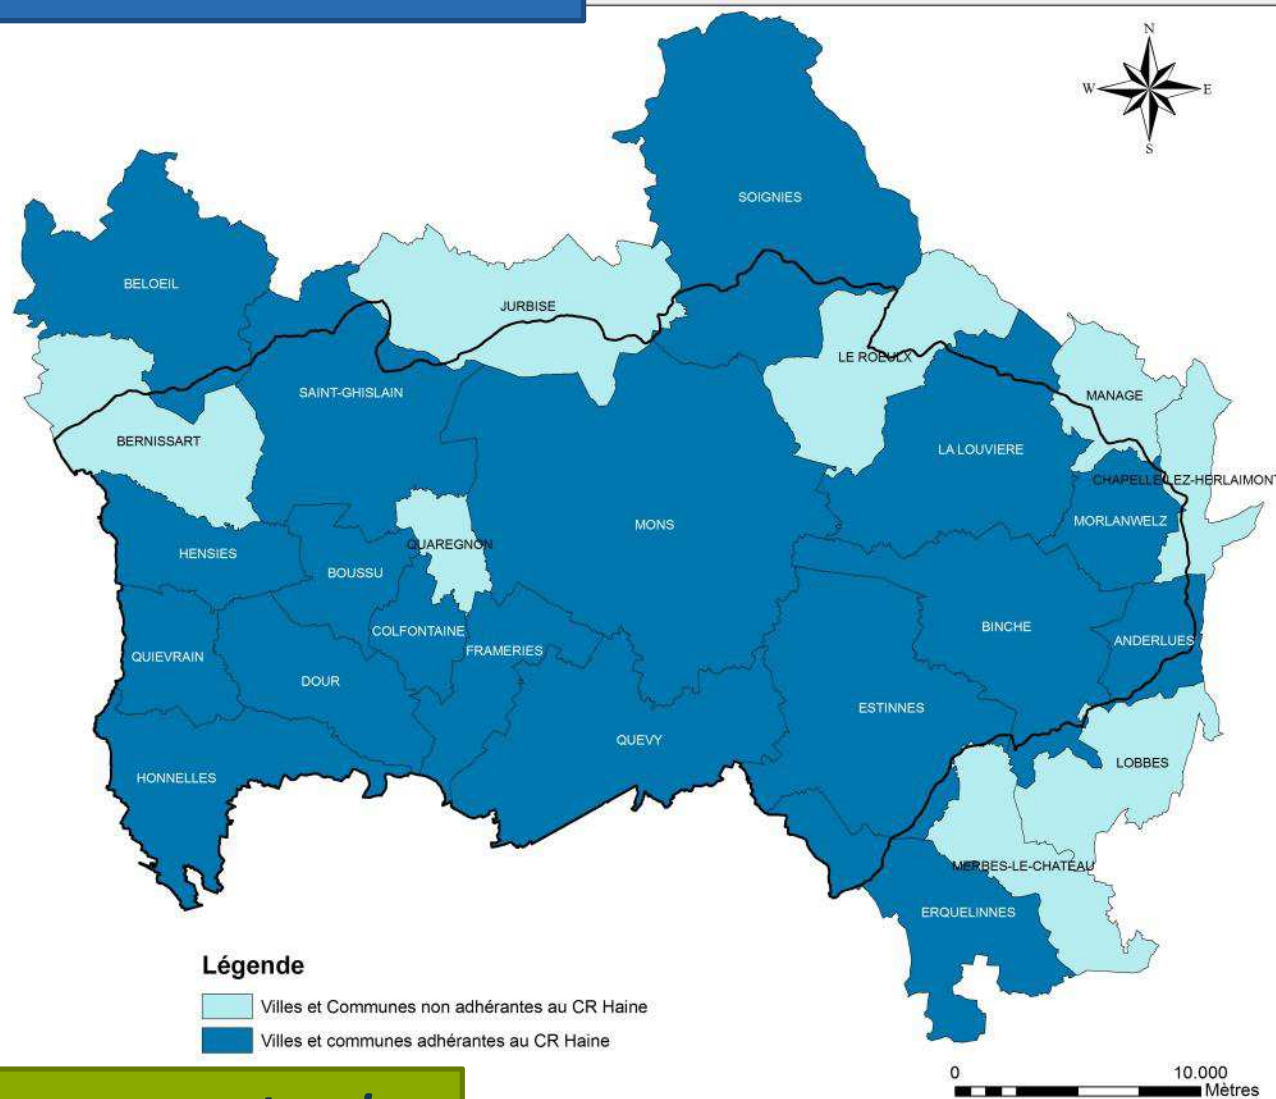 N
W E
S
SOIGNIES
BELOEIL
JURBISE
LE ROEULX
SAINT-GHISLAIN
MANAGE
BERNISSART
LA LOUVIERE
CHAPELLE-LEZ-HERLAIMONT
MORLANWELZ
MONS
QUAREGNON
HENSIES
BOUSSU
BINCHE
COLFONTAINE
ANDERLUES
FRAMERIES
QUIEVRAIN
DOUR
ESTINNES
QUEVY
LOBBES
HONNELLES
MERBES-LE-CHATEAU
ERQUELINNES
Légende
Villes et Communes non adhérantes au CR Haine
Villes et communes adhérantes au CR Haine
0 10.000
Mètres